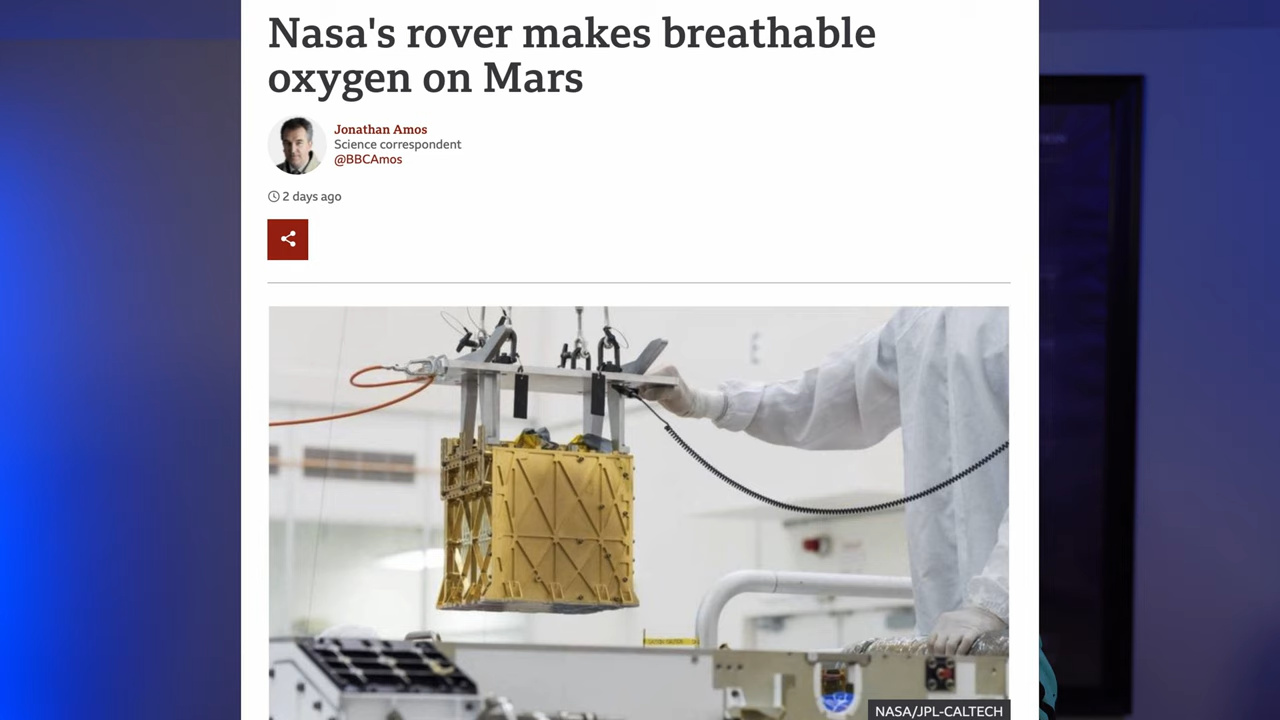 Nasa's rover makes breathable
oxygen on Mars
Jonathan Amos
Science correspondent
@BBCAmos
2 days ago
NASA/JPL-CALTECH